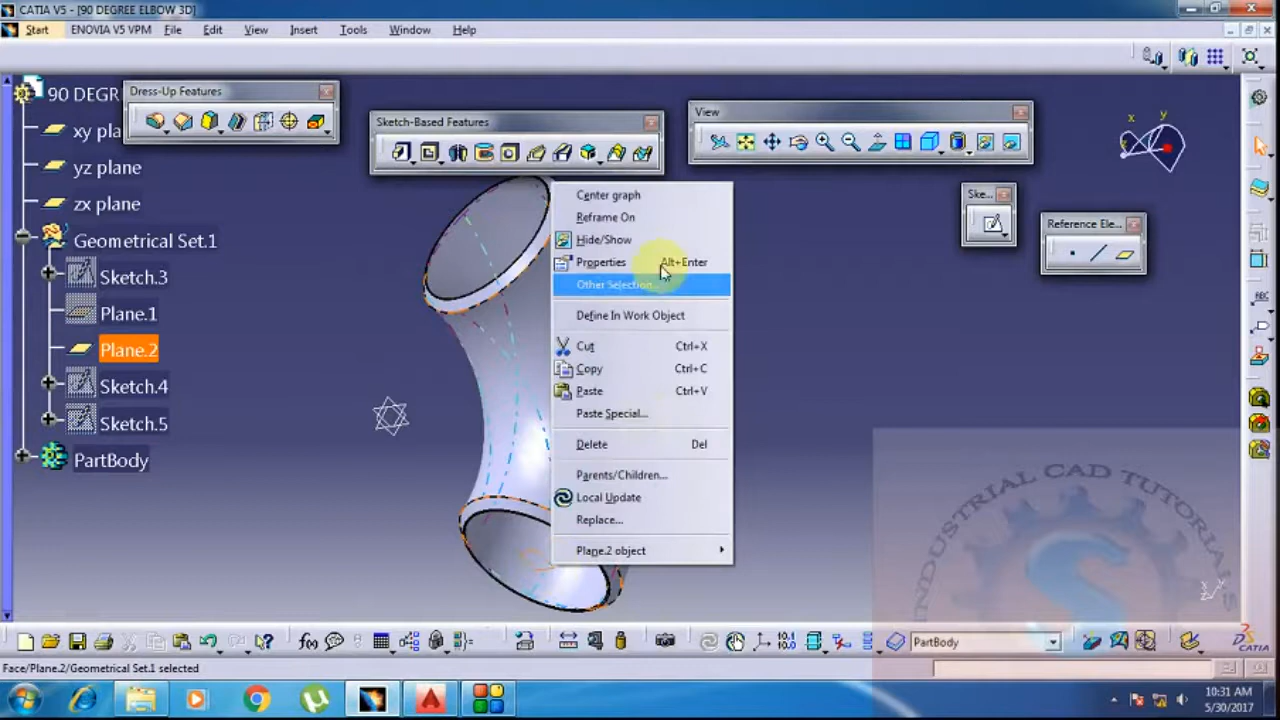 CATIA V5 - [90 DEGREE ELBOW 3D]
Start ENOVIA V5 VPM File Edit View Insert Tools Window Help
90 DEGR
Dress-Up Features
Sketch-Based Features
View
xy pla
yz plane
zx plane
Geometrical Set.1
Sketch.3
Plane.1
Plane.2
Sketch.4
Sketch.5
PartBody
Center graph
Reframe On
Hide/Show
Properties Alt+Enter
Other Selection...
Define In Work Object
Cut Ctrl+X
Copy Ctrl+C
Paste Ctrl+V
Paste Special...
Delete Del
Parents/Children...
Local Update
Replace...
Plane.2 object
x y
Ske...
Reference Ele...
ABC
INDUSTRIAL CAD TUTORIALS
f(x)
10.0
PartBody
CATIA
Face/Plane.2/Geometrical Set.1 selected
10:31 AM
5/30/2017